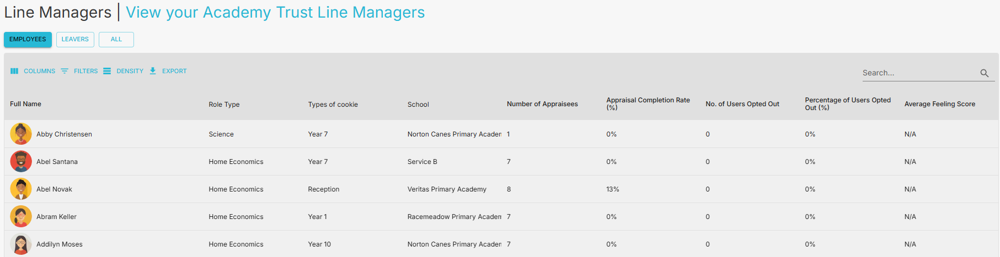 Line Managers | View your Academy Trust Line Managers
EMPLOYEES LEAVERS ALL
COLUMNS FILTERS DENSITY EXPORT Search...
Full Name Role Type Types of cookie School Number of Appraisees Appraisal Completion Rate (%) No. of Users Opted Out Percentage of Users Opted Out (%) Average Feeling Score
Abby Christensen Science Year 7 Norton Canes Primary Academ 1 0% 0 0% N/A
Abel Santana Home Economics Year 7 Service B 7 0% 0 0% N/A
Abel Novak Home Economics Reception Veritas Primary Academy 8 13% 0 0% N/A
Abram Keller Home Economics Year 1 Racemeadow Primary Academ 7 0% 0 0% N/A
Addilyn Moses Home Economics Year 10 Norton Canes Primary Academ 7 0% 0 0% N/A